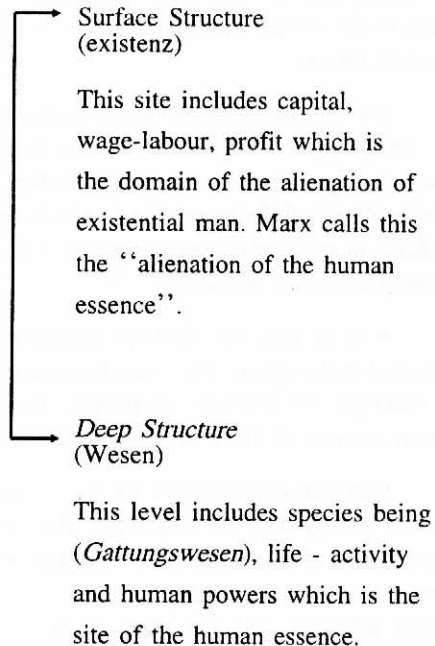 Surface Structure
(existenz)
This site includes capital,
wage-labour, profit which is
the domain of the alienation of
existential man. Marx calls this
the ‘‘alienation of the human
essence’’.
Deep Structure
(Wesen)
This level includes species being
(Gattungswesen), life - activity
and human powers which is the
site of the human essence.